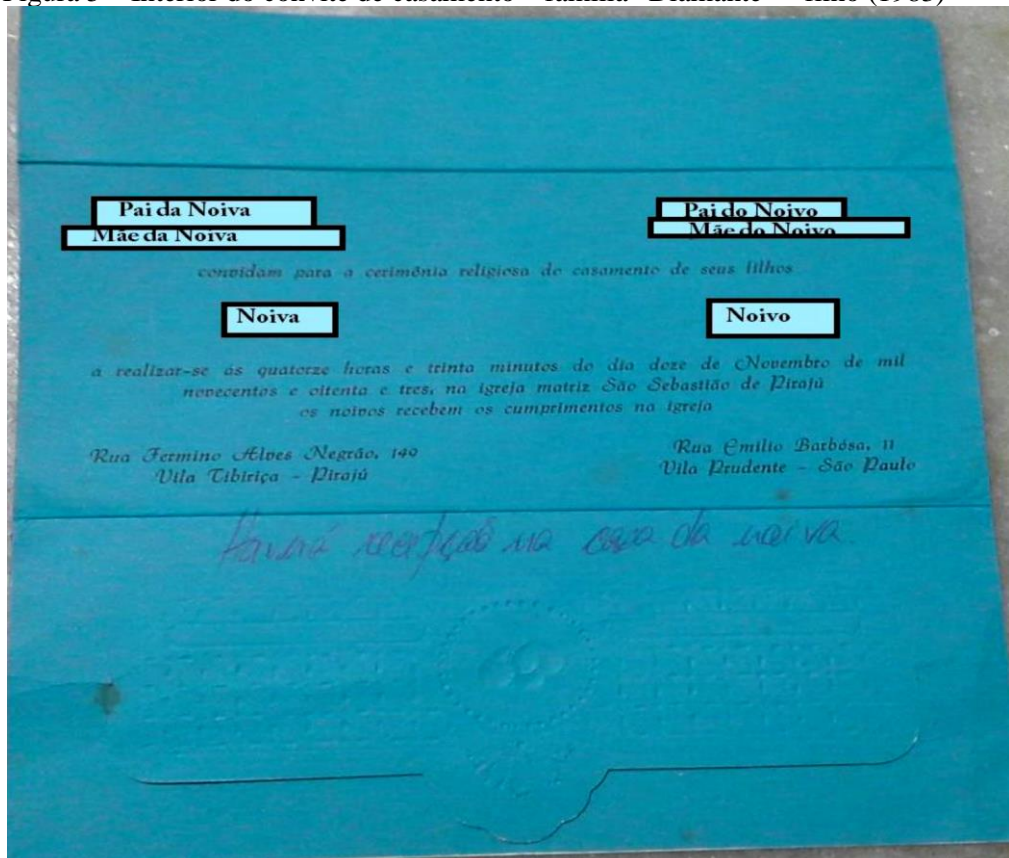 Figura 3 – Interior do convite de casamento – família "Diamante" – filho (1983)
Pai da Noiva
Mãe da Noiva
Pai do Noivo
Mãe do Noivo
convidam para a cerimônia religiosa do casamento de seus filhos
Noiva
Noivo
a realizar-se ás quatorze horas e trinta minutos do dia doze de Novembro de mil
novecentos e oitenta e tres, na igreja matriz São Sebastião de Pirajú
os noivos recebem os cumprimentos na igreja
Rua Fermino Alves Negrão, 149
Vila Tibiriça - Pirajú
Rua Emilio Barbósa, 11
Vila Prudente - São Paulo
Haverá recepção na casa da noiva